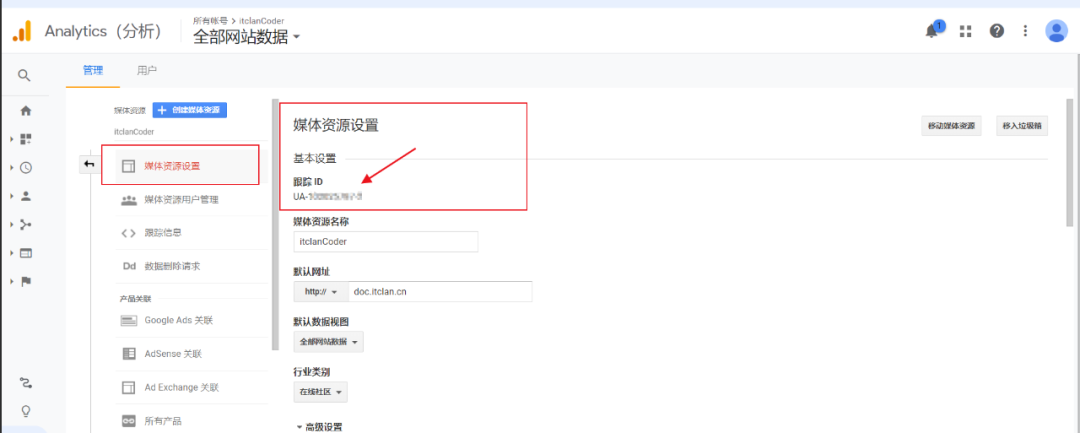 所有帐号 > itclanCoder
Analytics（分析）
全部网站数据
1
管理 用户
媒体资源 + 创建媒体资源
itclanCoder
媒体资源设置
媒体资源用户管理
跟踪信息
Dd 数据删除请求
产品关联
Google Ads 关联
AdSense 关联
Ad Exchange 关联
所有产品
媒体资源设置
移动媒体资源 移入垃圾箱
基本设置
跟踪 ID
UA-1
媒体资源名称
itclanCoder
默认网址
http:// doc.itclan.cn
默认数据视图
全部网站数据
行业类别
在线社区
高级设置